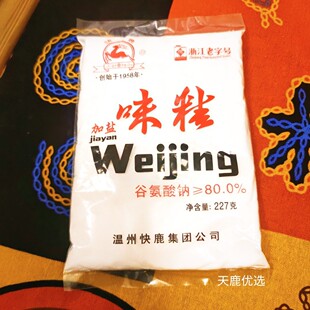 浙江老字号
创始于1958年
加盐
jiayan
味精
Weijing
谷氨酸钠≥80.0%
净含量:227克
温州快鹿集团公司
天鹿优选